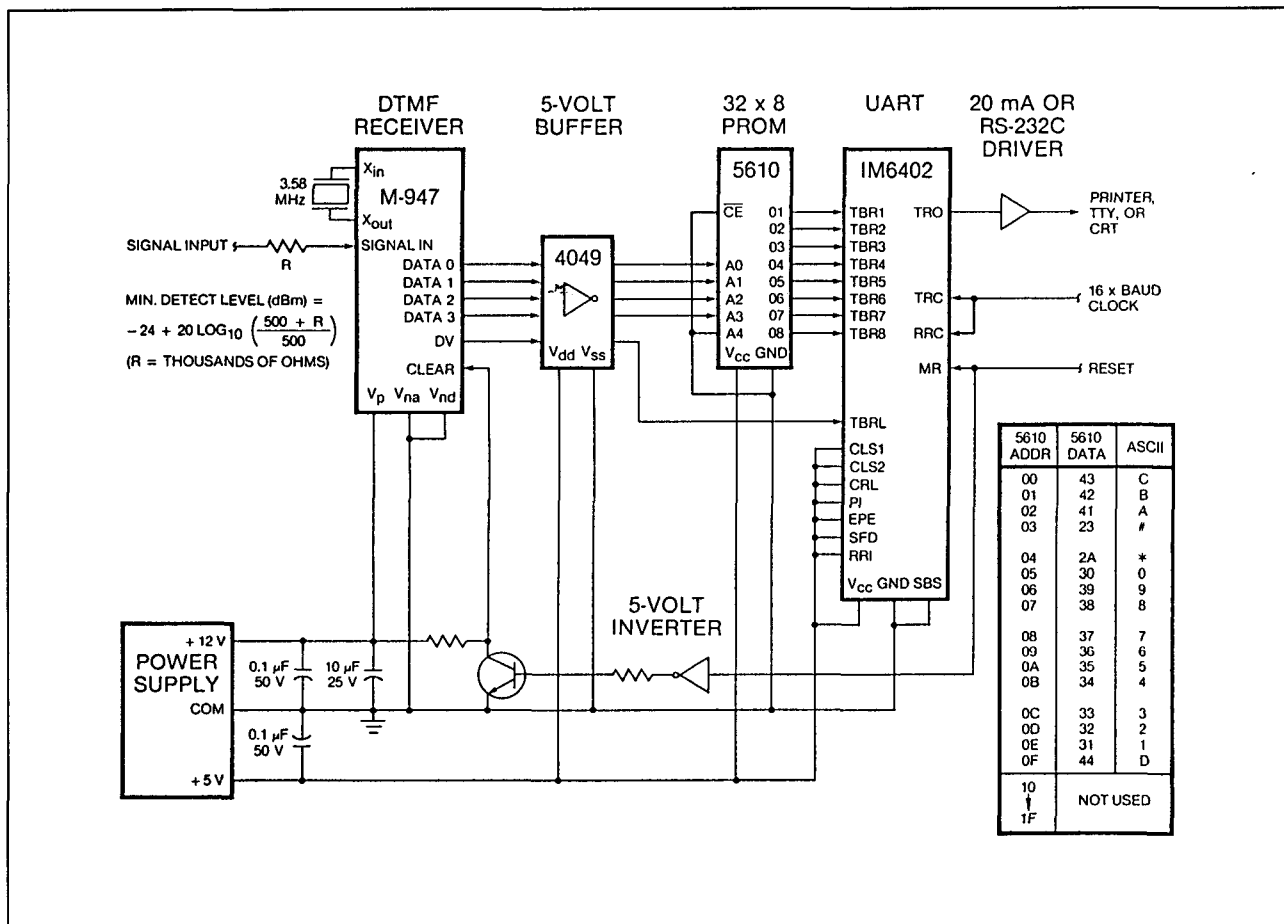 DTMF
RECEIVER
5-VOLT
BUFFER
32 x 8
PROM
UART
20 mA OR
RS-232C
DRIVER
Xin
3.58
MHz
M-947
Xout
SIGNAL INPUT
R
SIGNAL IN
DATA 0
DATA 1
DATA 2
DATA 3
DV
CLEAR
Vp Vna Vnd
MIN. DETECT LEVEL (dBm) =
-24 + 20 LOG10 (500 + R / 500)
(R = THOUSANDS OF OHMS)
4049
Vdd Vss
5610
CE
A0
A1
A2
A3
A4
01
02
03
04
05
06
07
08
Vcc GND
IM6402
TBR1
TBR2
TBR3
TBR4
TBR5
TBR6
TBR7
TBR8
TRO
TRC
RRC
MR
TBRL
CLS1
CLS2
CRL
PI
EPE
SFD
RRI
Vcc GND SBS
PRINTER,
TTY, OR
CRT
16 x BAUD
CLOCK
RESET
5-VOLT
INVERTER
POWER
SUPPLY
+ 12 V
COM
+ 5 V
0.1 µF
50 V
10 µF
25 V
0.1 µF
50 V
5610 ADDR 5610 DATA ASCII
00 43 C
01 42 B
02 41 A
03 23 #
04 2A *
05 30 0
06 39 9
07 38 8
08 37 7
09 36 6
0A 35 5
0B 34 4
0C 33 3
0D 32 2
0E 31 1
0F 44 D
10
1F
NOT USED